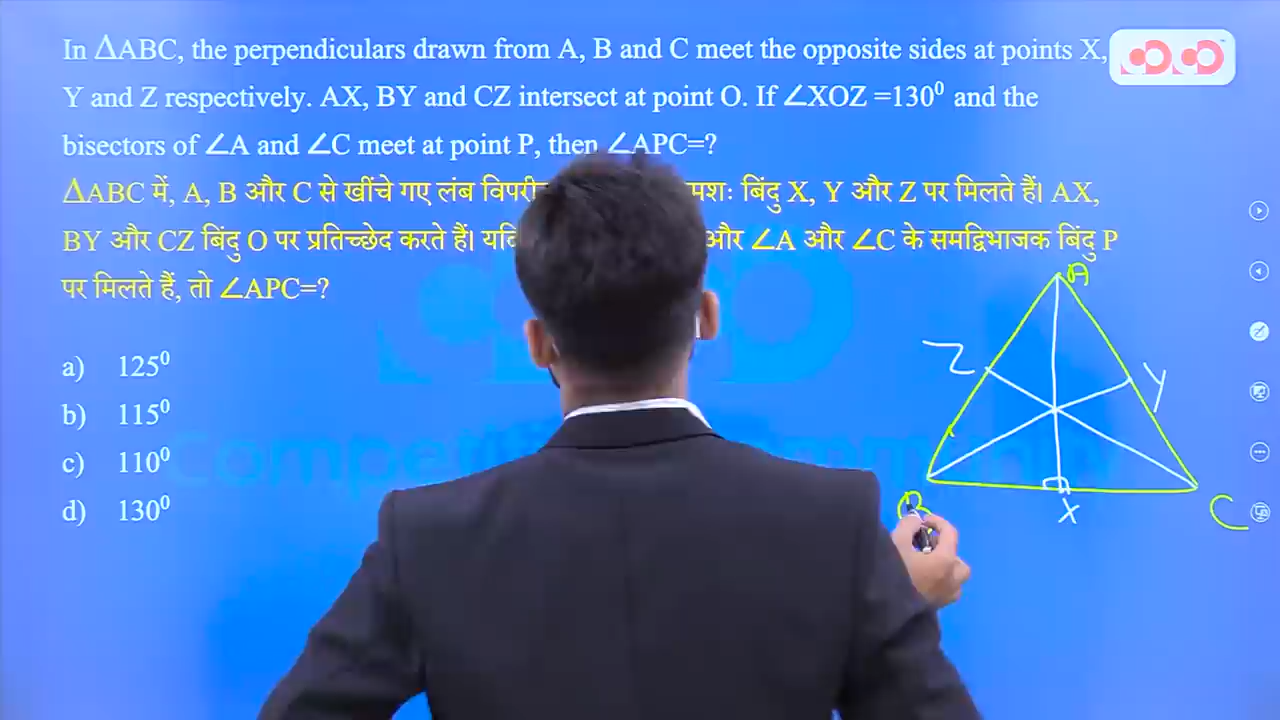 In ΔABC, the perpendiculars drawn from A, B and C meet the opposite sides at points X,
Y and Z respectively. AX, BY and CZ intersect at point O. If ∠XOZ =130⁰ and the
bisectors of ∠A and ∠C meet at point P, then ∠APC=?
ΔABC में, A, B और C से खींचे गए लंब विपरीत बिंदु X, Y और Z पर मिलते हैं। AX,
BY और CZ बिंदु O पर प्रतिच्छेद करते हैं। और ∠A और ∠C के समद्विभाजक बिंदु P
पर मिलते हैं, तो ∠APC=?
a) 125⁰
b) 115⁰
c) 110⁰
d) 130⁰
A
Z
Y
B
X
C